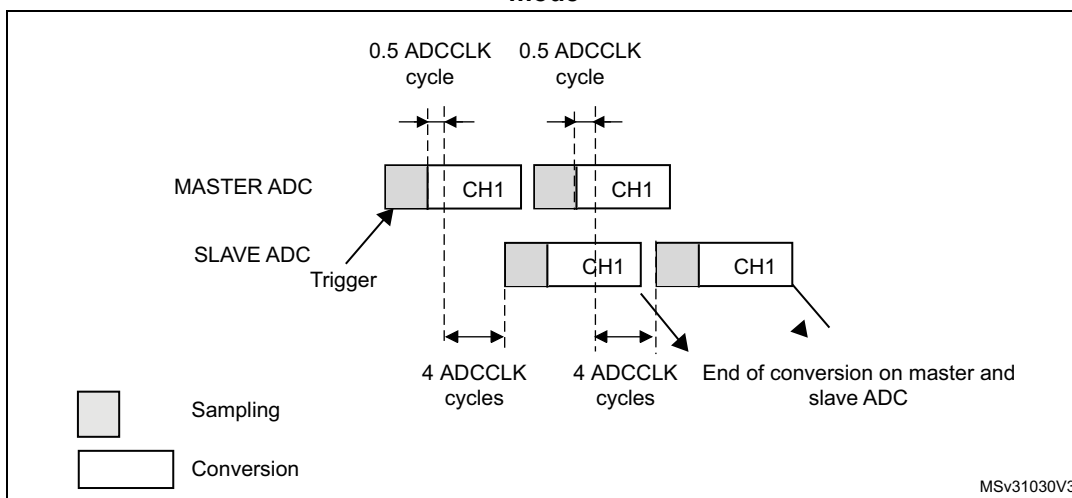 0.5 ADCCLK
cycle
0.5 ADCCLK
cycle
MASTER ADC
CH1
CH1
SLAVE ADC
CH1
CH1
Trigger
4 ADCCLK
cycles
4 ADCCLK
cycles
End of conversion on master and
slave ADC
Sampling
Conversion
MSv31030V3